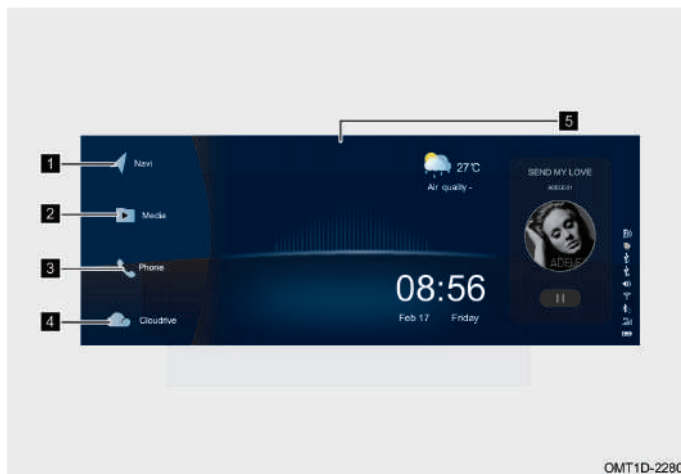 5
1 Navi
2 Media
3 Phone
4 Cloudrive
27℃
Air quality -
08:56
Feb 17 Friday
SEND MY LOVE
ADELE
OMT1D-2280